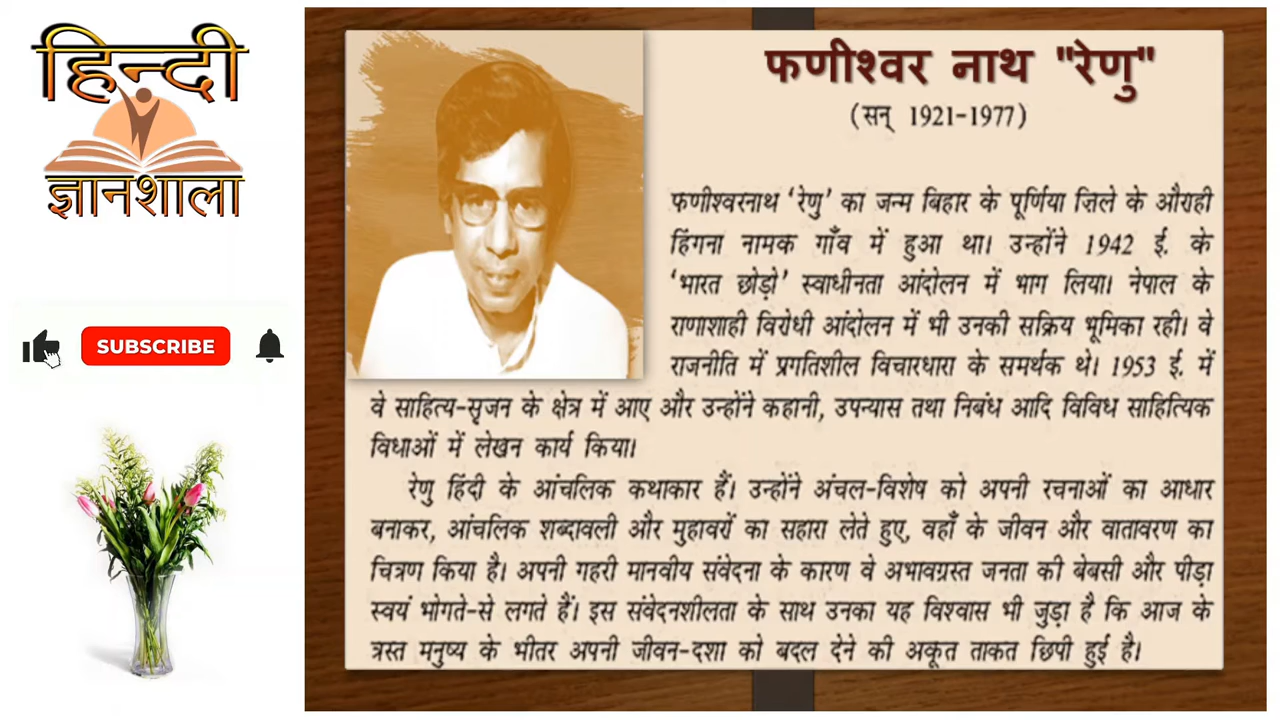 हिन्दी
ज्ञानशाला
SUBSCRIBE
फणीश्वर नाथ "रेणु"
(सन् 1921-1977)
फणीश्वरनाथ 'रेणु' का जन्म बिहार के पूर्णिया ज़िले के औराही
हिंगना नामक गाँव में हुआ था। उन्होंने 1942 ई. के
'भारत छोड़ो' स्वाधीनता आंदोलन में भाग लिया। नेपाल के
राणाशाही विरोधी आंदोलन में भी उनकी सक्रिय भूमिका रही। वे
राजनीति में प्रगतिशील विचारधारा के समर्थक थे। 1953 ई. में
वे साहित्य-सृजन के क्षेत्र में आए और उन्होंने कहानी, उपन्यास तथा निबंध आदि विविध साहित्यिक
विधाओं में लेखन कार्य किया।
रेणु हिंदी के आंचलिक कथाकार हैं। उन्होंने अंचल-विशेष को अपनी रचनाओं का आधार
बनाकर, आंचलिक शब्दावली और मुहावरों का सहारा लेते हुए, वहाँ के जीवन और वातावरण का
चित्रण किया है। अपनी गहरी मानवीय संवेदना के कारण वे अभावग्रस्त जनता की बेबसी और पीड़ा
स्वयं भोगते-से लगते हैं। इस संवेदनशीलता के साथ उनका यह विश्वास भी जुड़ा है कि आज के
त्रस्त मनुष्य के भीतर अपनी जीवन-दशा को बदल देने की अकूत ताकत छिपी हुई है।